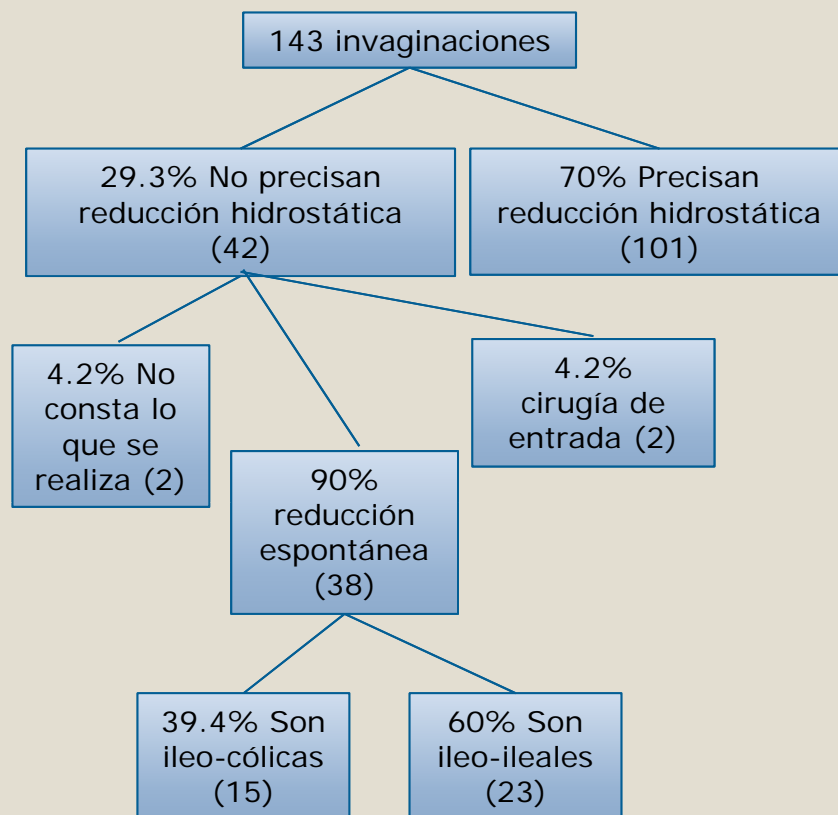 143 invaginaciones
29.3% No precisan
reducción hidrostática
(42)
70% Precisan
reducción hidrostática
(101)
4.2% No
consta lo
que se
realiza (2)
90%
reducción
espontánea
(38)
4.2%
cirugía de
entrada (2)
39.4% Son
ileo-cólicas
(15)
60% Son
ileo-ileales
(23)